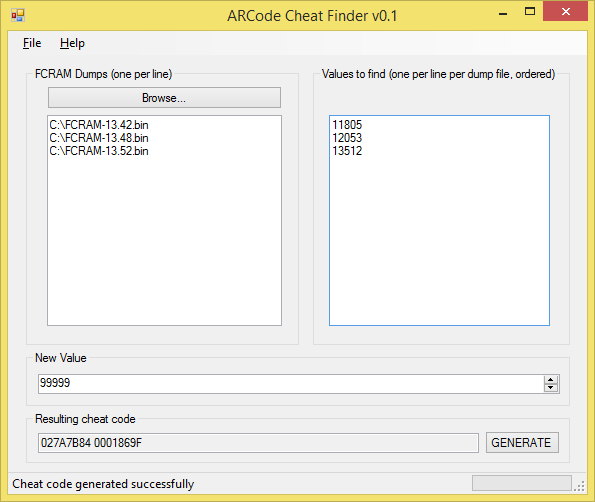 ARCode Cheat Finder v0.1
File Help
FCRAM Dumps (one per line)
Browse...
C:\FCRAM-13.42.bin
C:\FCRAM-13.48.bin
C:\FCRAM-13.52.bin
Values to find (one per line per dump file, ordered)
11805
12053
13512
New Value
99999
Resulting cheat code
027A7B84 0001869F
GENERATE
Cheat code generated successfully